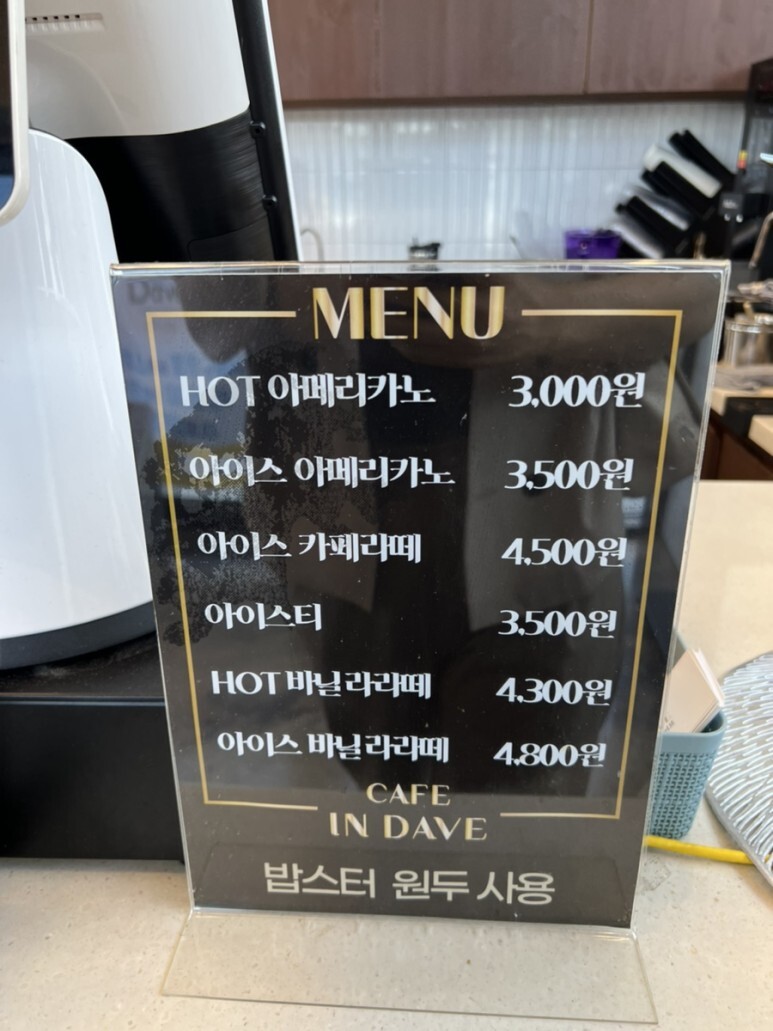 MENU
HOT 아메리카노 3,000원
아이스 아메리카노 3,500원
아이스 카페라떼 4,500원
아이스티 3,500원
HOT 바닐라라떼 4,300원
아이스 바닐라라떼 4,800원
CAFE
IN DAVE
밥스터 원두 사용